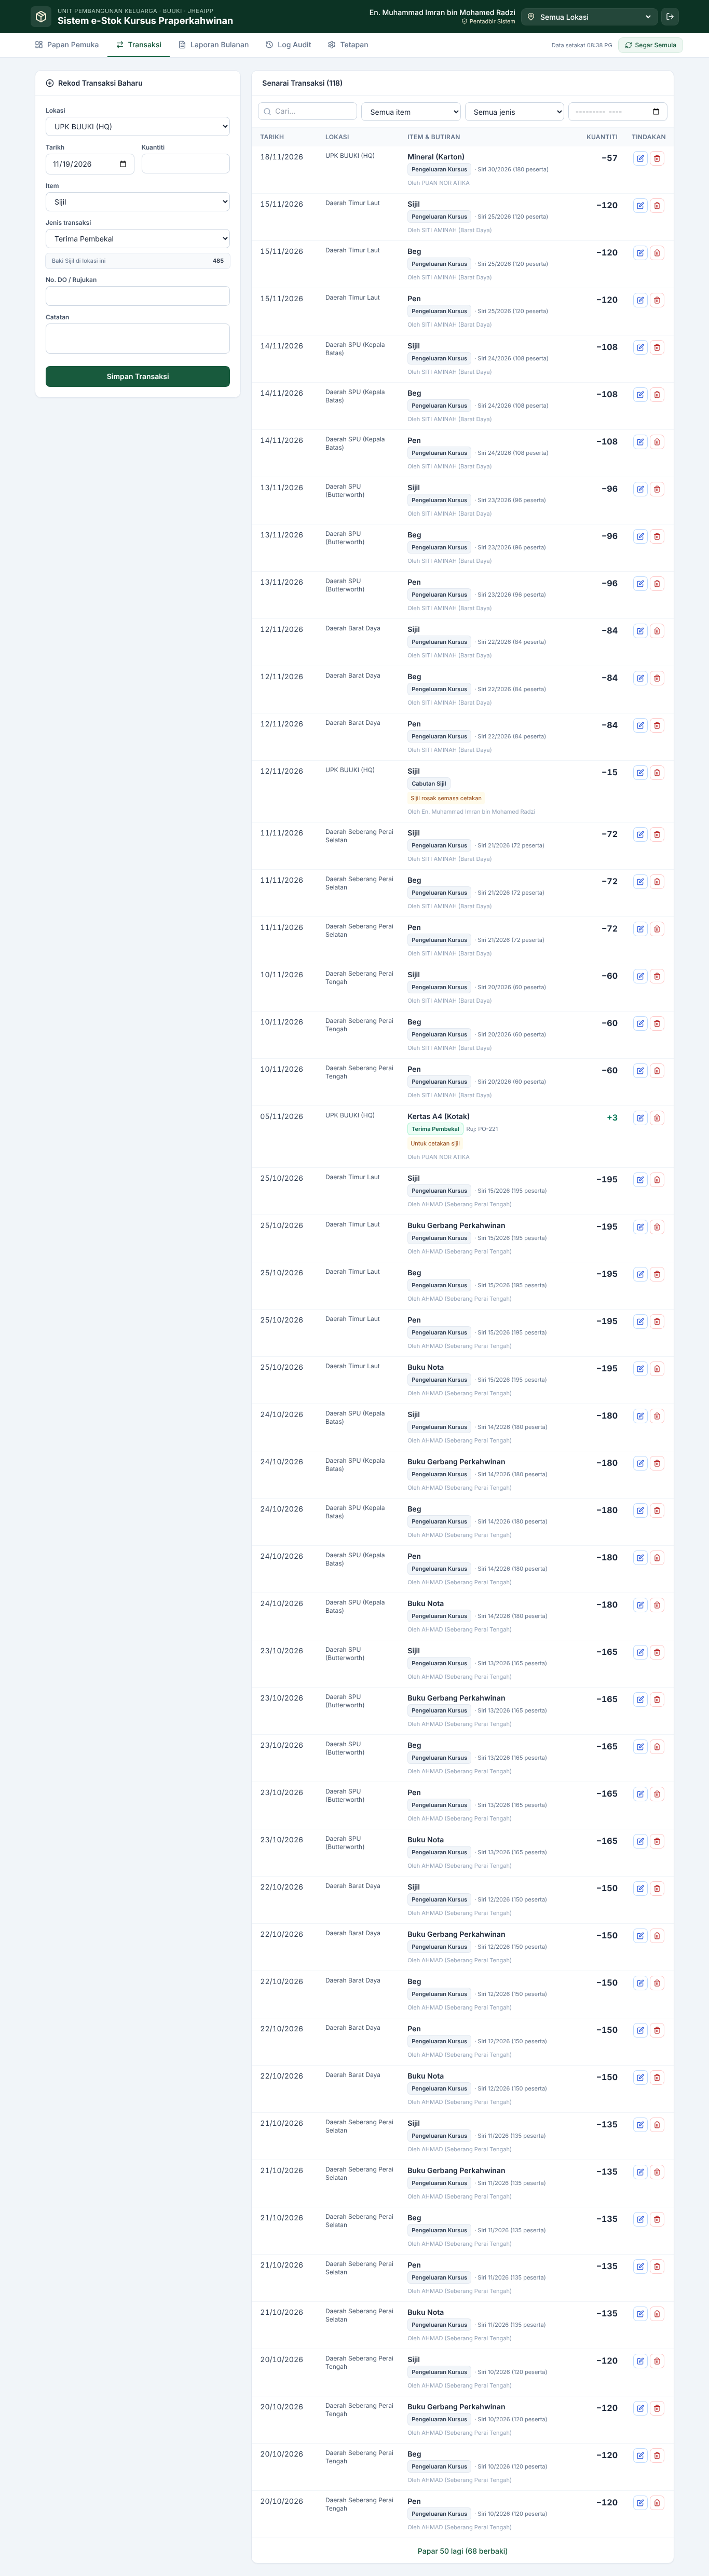 UNIT PEMBANGUNAN KELUARGA · BUUKI · JHEAIPP
Sistem e-Stok Kursus Praperkahwinan
En. Muhammad Imran bin Mohamed Radzi
Pentadbir Sistem
Semua Lokasi
Papan Pemuka
Transaksi
Laporan Bulanan
Log Audit
Tetapan
Data setakat 08:38 PG
Segar Semula
Rekod Transaksi Baharu
Lokasi
UPK BUUKI (HQ)
Tarikh
Kuantiti
11/19/2026
Item
Sijil
Jenis transaksi
Terima Pembekal
Baki Sijil di lokasi ini 485
No. DO / Rujukan
Catatan
Simpan Transaksi
Senarai Transaksi (118)
Cari...
Semua item
Semua jenis
--------- ----
TARIKH LOKASI ITEM & BUTIRAN KUANTITI TINDAKAN
18/11/2026 UPK BUUKI (HQ) Mineral (Karton) −57
Pengeluaran Kursus · Siri 30/2026 (180 peserta)
Oleh PUAN NOR ATIKA
15/11/2026 Daerah Timur Laut Sijil −120
Pengeluaran Kursus · Siri 25/2026 (120 peserta)
Oleh SITI AMINAH (Barat Daya)
15/11/2026 Daerah Timur Laut Beg −120
Pengeluaran Kursus · Siri 25/2026 (120 peserta)
Oleh SITI AMINAH (Barat Daya)
15/11/2026 Daerah Timur Laut Pen −120
Pengeluaran Kursus · Siri 25/2026 (120 peserta)
Oleh SITI AMINAH (Barat Daya)
14/11/2026 Daerah SPU (Kepala Batas) Sijil −108
Pengeluaran Kursus · Siri 24/2026 (108 peserta)
Oleh SITI AMINAH (Barat Daya)
14/11/2026 Daerah SPU (Kepala Batas) Beg −108
Pengeluaran Kursus · Siri 24/2026 (108 peserta)
Oleh SITI AMINAH (Barat Daya)
14/11/2026 Daerah SPU (Kepala Batas) Pen −108
Pengeluaran Kursus · Siri 24/2026 (108 peserta)
Oleh SITI AMINAH (Barat Daya)
13/11/2026 Daerah SPU (Butterworth) Sijil −96
Pengeluaran Kursus · Siri 23/2026 (96 peserta)
Oleh SITI AMINAH (Barat Daya)
13/11/2026 Daerah SPU (Butterworth) Beg −96
Pengeluaran Kursus · Siri 23/2026 (96 peserta)
Oleh SITI AMINAH (Barat Daya)
13/11/2026 Daerah SPU (Butterworth) Pen −96
Pengeluaran Kursus · Siri 23/2026 (96 peserta)
Oleh SITI AMINAH (Barat Daya)
12/11/2026 Daerah Barat Daya Sijil −84
Pengeluaran Kursus · Siri 22/2026 (84 peserta)
Oleh SITI AMINAH (Barat Daya)
12/11/2026 Daerah Barat Daya Beg −84
Pengeluaran Kursus · Siri 22/2026 (84 peserta)
Oleh SITI AMINAH (Barat Daya)
12/11/2026 Daerah Barat Daya Pen −84
Pengeluaran Kursus · Siri 22/2026 (84 peserta)
Oleh SITI AMINAH (Barat Daya)
12/11/2026 UPK BUUKI (HQ) Sijil −15
Cabutan Sijil
Sijil rosak semasa cetakan
Oleh En. Muhammad Imran bin Mohamed Radzi
11/11/2026 Daerah Seberang Perai Selatan Sijil −72
Pengeluaran Kursus · Siri 21/2026 (72 peserta)
Oleh SITI AMINAH (Barat Daya)
11/11/2026 Daerah Seberang Perai Selatan Beg −72
Pengeluaran Kursus · Siri 21/2026 (72 peserta)
Oleh SITI AMINAH (Barat Daya)
11/11/2026 Daerah Seberang Perai Selatan Pen −72
Pengeluaran Kursus · Siri 21/2026 (72 peserta)
Oleh SITI AMINAH (Barat Daya)
10/11/2026 Daerah Seberang Perai Tengah Sijil −60
Pengeluaran Kursus · Siri 20/2026 (60 peserta)
Oleh SITI AMINAH (Barat Daya)
10/11/2026 Daerah Seberang Perai Tengah Beg −60
Pengeluaran Kursus · Siri 20/2026 (60 peserta)
Oleh SITI AMINAH (Barat Daya)
10/11/2026 Daerah Seberang Perai Tengah Pen −60
Pengeluaran Kursus · Siri 20/2026 (60 peserta)
Oleh SITI AMINAH (Barat Daya)
05/11/2026 UPK BUUKI (HQ) Kertas A4 (Kotak) +3
Terima Pembekal Ruj: PO-221
Untuk cetakan sijil
Oleh PUAN NOR ATIKA
25/10/2026 Daerah Timur Laut Sijil −195
Pengeluaran Kursus · Siri 15/2026 (195 peserta)
Oleh AHMAD (Seberang Perai Tengah)
25/10/2026 Daerah Timur Laut Buku Gerbang Perkahwinan −195
Pengeluaran Kursus · Siri 15/2026 (195 peserta)
Oleh AHMAD (Seberang Perai Tengah)
25/10/2026 Daerah Timur Laut Beg −195
Pengeluaran Kursus · Siri 15/2026 (195 peserta)
Oleh AHMAD (Seberang Perai Tengah)
25/10/2026 Daerah Timur Laut Pen −195
Pengeluaran Kursus · Siri 15/2026 (195 peserta)
Oleh AHMAD (Seberang Perai Tengah)
25/10/2026 Daerah Timur Laut Buku Nota −195
Pengeluaran Kursus · Siri 15/2026 (195 peserta)
Oleh AHMAD (Seberang Perai Tengah)
24/10/2026 Daerah SPU (Kepala Batas) Sijil −180
Pengeluaran Kursus · Siri 14/2026 (180 peserta)
Oleh AHMAD (Seberang Perai Tengah)
24/10/2026 Daerah SPU (Kepala Batas) Buku Gerbang Perkahwinan −180
Pengeluaran Kursus · Siri 14/2026 (180 peserta)
Oleh AHMAD (Seberang Perai Tengah)
24/10/2026 Daerah SPU (Kepala Batas) Beg −180
Pengeluaran Kursus · Siri 14/2026 (180 peserta)
Oleh AHMAD (Seberang Perai Tengah)
24/10/2026 Daerah SPU (Kepala Batas) Pen −180
Pengeluaran Kursus · Siri 14/2026 (180 peserta)
Oleh AHMAD (Seberang Perai Tengah)
24/10/2026 Daerah SPU (Kepala Batas) Buku Nota −180
Pengeluaran Kursus · Siri 14/2026 (180 peserta)
Oleh AHMAD (Seberang Perai Tengah)
23/10/2026 Daerah SPU (Butterworth) Sijil −165
Pengeluaran Kursus · Siri 13/2026 (165 peserta)
Oleh AHMAD (Seberang Perai Tengah)
23/10/2026 Daerah SPU (Butterworth) Buku Gerbang Perkahwinan −165
Pengeluaran Kursus · Siri 13/2026 (165 peserta)
Oleh AHMAD (Seberang Perai Tengah)
23/10/2026 Daerah SPU (Butterworth) Beg −165
Pengeluaran Kursus · Siri 13/2026 (165 peserta)
Oleh AHMAD (Seberang Perai Tengah)
23/10/2026 Daerah SPU (Butterworth) Pen −165
Pengeluaran Kursus · Siri 13/2026 (165 peserta)
Oleh AHMAD (Seberang Perai Tengah)
23/10/2026 Daerah SPU (Butterworth) Buku Nota −165
Pengeluaran Kursus · Siri 13/2026 (165 peserta)
Oleh AHMAD (Seberang Perai Tengah)
22/10/2026 Daerah Barat Daya Sijil −150
Pengeluaran Kursus · Siri 12/2026 (150 peserta)
Oleh AHMAD (Seberang Perai Tengah)
22/10/2026 Daerah Barat Daya Buku Gerbang Perkahwinan −150
Pengeluaran Kursus · Siri 12/2026 (150 peserta)
Oleh AHMAD (Seberang Perai Tengah)
22/10/2026 Daerah Barat Daya Beg −150
Pengeluaran Kursus · Siri 12/2026 (150 peserta)
Oleh AHMAD (Seberang Perai Tengah)
22/10/2026 Daerah Barat Daya Pen −150
Pengeluaran Kursus · Siri 12/2026 (150 peserta)
Oleh AHMAD (Seberang Perai Tengah)
22/10/2026 Daerah Barat Daya Buku Nota −150
Pengeluaran Kursus · Siri 12/2026 (150 peserta)
Oleh AHMAD (Seberang Perai Tengah)
21/10/2026 Daerah Seberang Perai Selatan Sijil −135
Pengeluaran Kursus · Siri 11/2026 (135 peserta)
Oleh AHMAD (Seberang Perai Tengah)
21/10/2026 Daerah Seberang Perai Selatan Buku Gerbang Perkahwinan −135
Pengeluaran Kursus · Siri 11/2026 (135 peserta)
Oleh AHMAD (Seberang Perai Tengah)
21/10/2026 Daerah Seberang Perai Selatan Beg −135
Pengeluaran Kursus · Siri 11/2026 (135 peserta)
Oleh AHMAD (Seberang Perai Tengah)
21/10/2026 Daerah Seberang Perai Selatan Pen −135
Pengeluaran Kursus · Siri 11/2026 (135 peserta)
Oleh AHMAD (Seberang Perai Tengah)
21/10/2026 Daerah Seberang Perai Selatan Buku Nota −135
Pengeluaran Kursus · Siri 11/2026 (135 peserta)
Oleh AHMAD (Seberang Perai Tengah)
20/10/2026 Daerah Seberang Perai Tengah Sijil −120
Pengeluaran Kursus · Siri 10/2026 (120 peserta)
Oleh AHMAD (Seberang Perai Tengah)
20/10/2026 Daerah Seberang Perai Tengah Buku Gerbang Perkahwinan −120
Pengeluaran Kursus · Siri 10/2026 (120 peserta)
Oleh AHMAD (Seberang Perai Tengah)
20/10/2026 Daerah Seberang Perai Tengah Beg −120
Pengeluaran Kursus · Siri 10/2026 (120 peserta)
Oleh AHMAD (Seberang Perai Tengah)
20/10/2026 Daerah Seberang Perai Tengah Pen −120
Pengeluaran Kursus · Siri 10/2026 (120 peserta)
Oleh AHMAD (Seberang Perai Tengah)
Papar 50 lagi (68 berbaki)